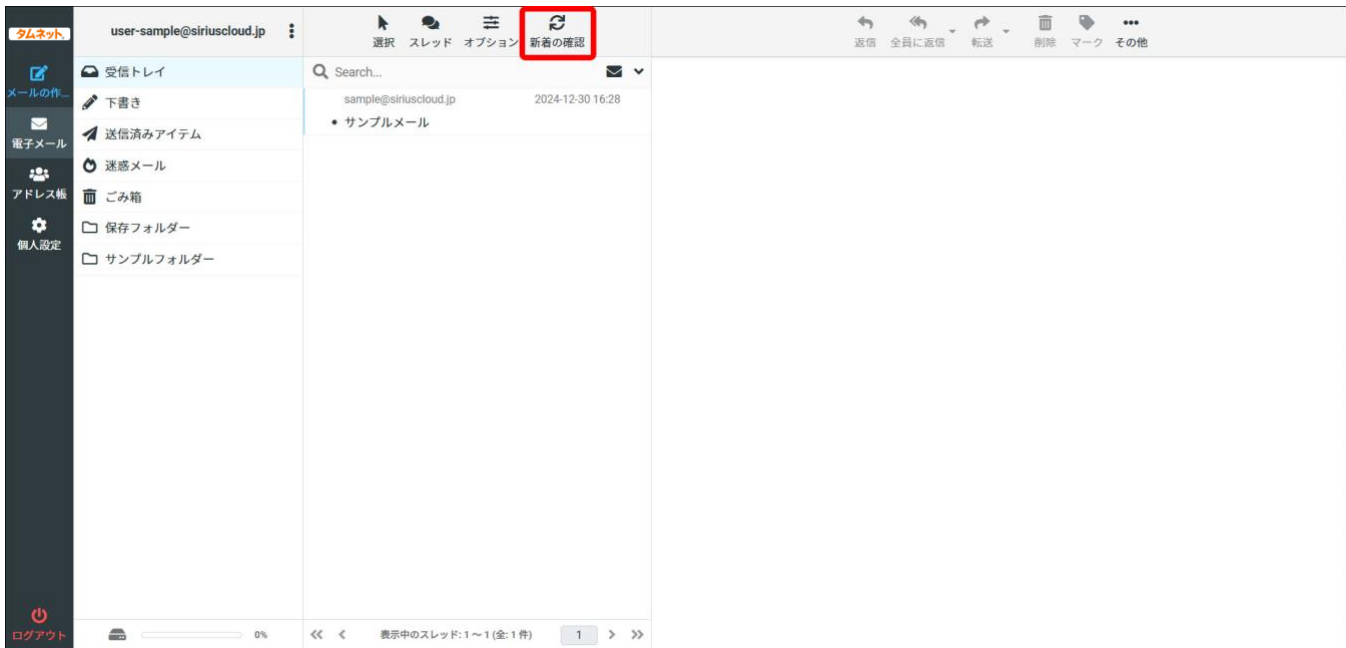 タムネット
メールの作...
電子メール
アドレス帳
個人設定
ログアウト
user-sample@siriuscloud.jp
受信トレイ
下書き
送信済みアイテム
迷惑メール
ごみ箱
保存フォルダー
サンプルフォルダー
0%
選択 スレッド オプション 新着の確認
Search...
sample@siriuscloud.jp 2024-12-30 16:28
サンプルメール
表示中のスレッド: 1 ~ 1 (全: 1 件) 1
返信 全員に返信 転送 削除 マーク その他